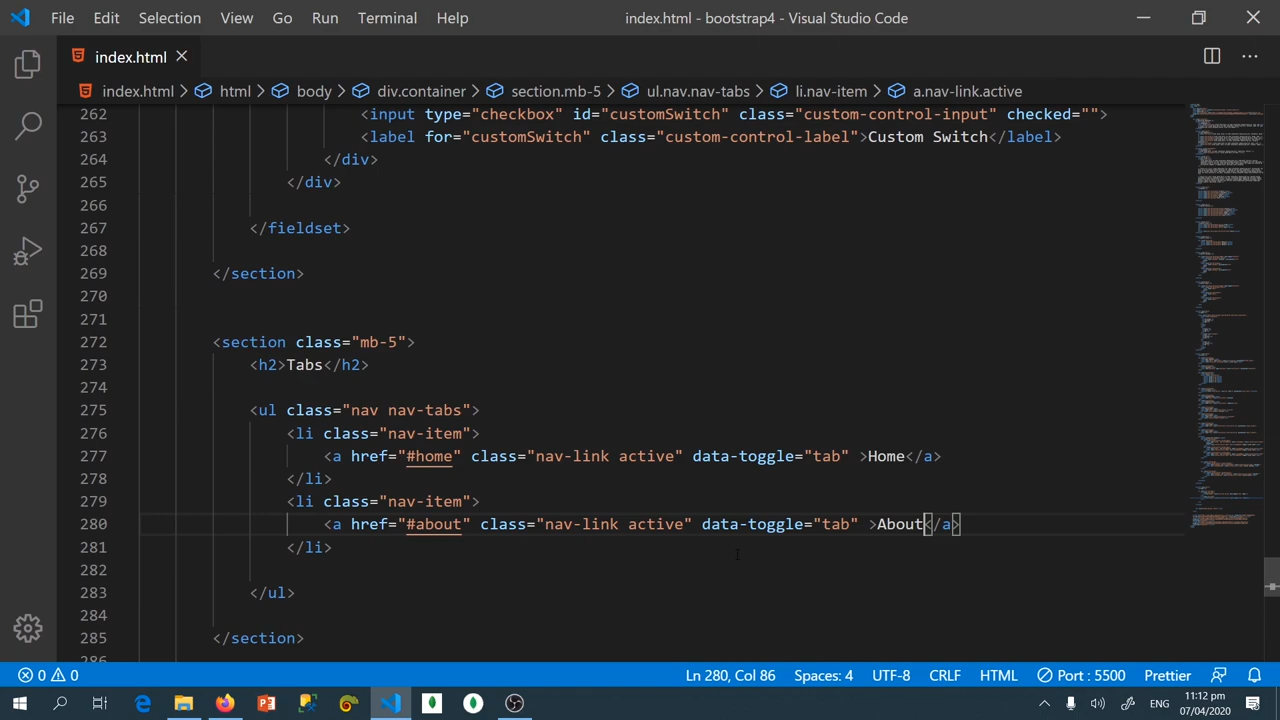 File Edit Selection View Go Run Terminal Help index.html - bootstrap4 - Visual Studio Code
index.html
index.html > html > body > div.container > section.mb-5 > ul.nav.nav-tabs > li.nav-item > a.nav-link.active
262 <input type="checkbox" id="customSwitch" class="custom-control-input" checked="">
263 <label for="customSwitch" class="custom-control-label">Custom Switch</label>
264 </div>
265 </div>
266
267 </fieldset>
268
269 </section>
270
271
272 <section class="mb-5">
273 <h2>Tabs</h2>
274
275 <ul class="nav nav-tabs">
276 <li class="nav-item">
277 <a href="#home" class="nav-link active" data-toggle="tab" >Home</a>
278 </li>
279 <li class="nav-item">
280 <a href="#about" class="nav-link active" data-toggle="tab" >About</a>
281 </li>
282
283 </ul>
284
285 </section>
286
0 0 Ln 280, Col 86 Spaces: 4 UTF-8 CRLF HTML Port : 5500 Prettier
ENG 11:12 pm
07/04/2020